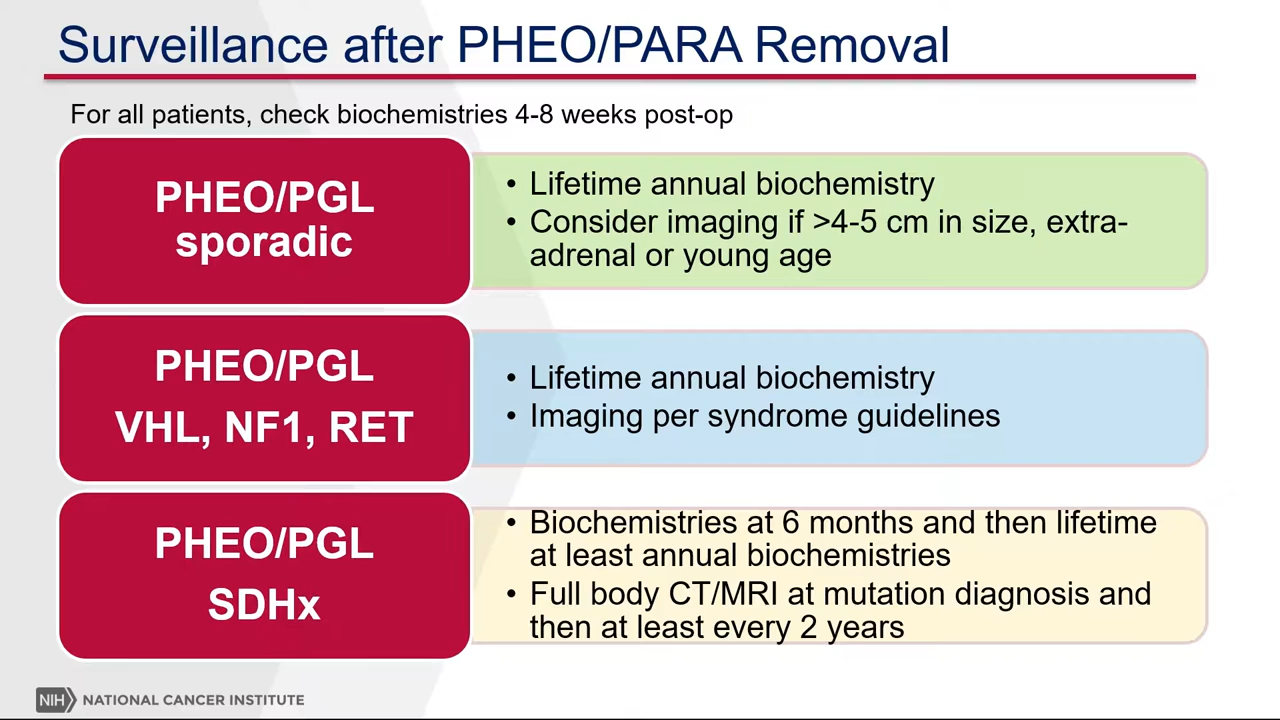 Surveillance after PHEO/PARA Removal
For all patients, check biochemistries 4-8 weeks post-op
PHEO/PGL
sporadic
• Lifetime annual biochemistry
• Consider imaging if >4-5 cm in size, extra-
adrenal or young age
PHEO/PGL
VHL, NF1, RET
• Lifetime annual biochemistry
• Imaging per syndrome guidelines
PHEO/PGL
SDHx
• Biochemistries at 6 months and then lifetime
at least annual biochemistries
• Full body CT/MRI at mutation diagnosis and
then at least every 2 years
NIH NATIONAL CANCER INSTITUTE